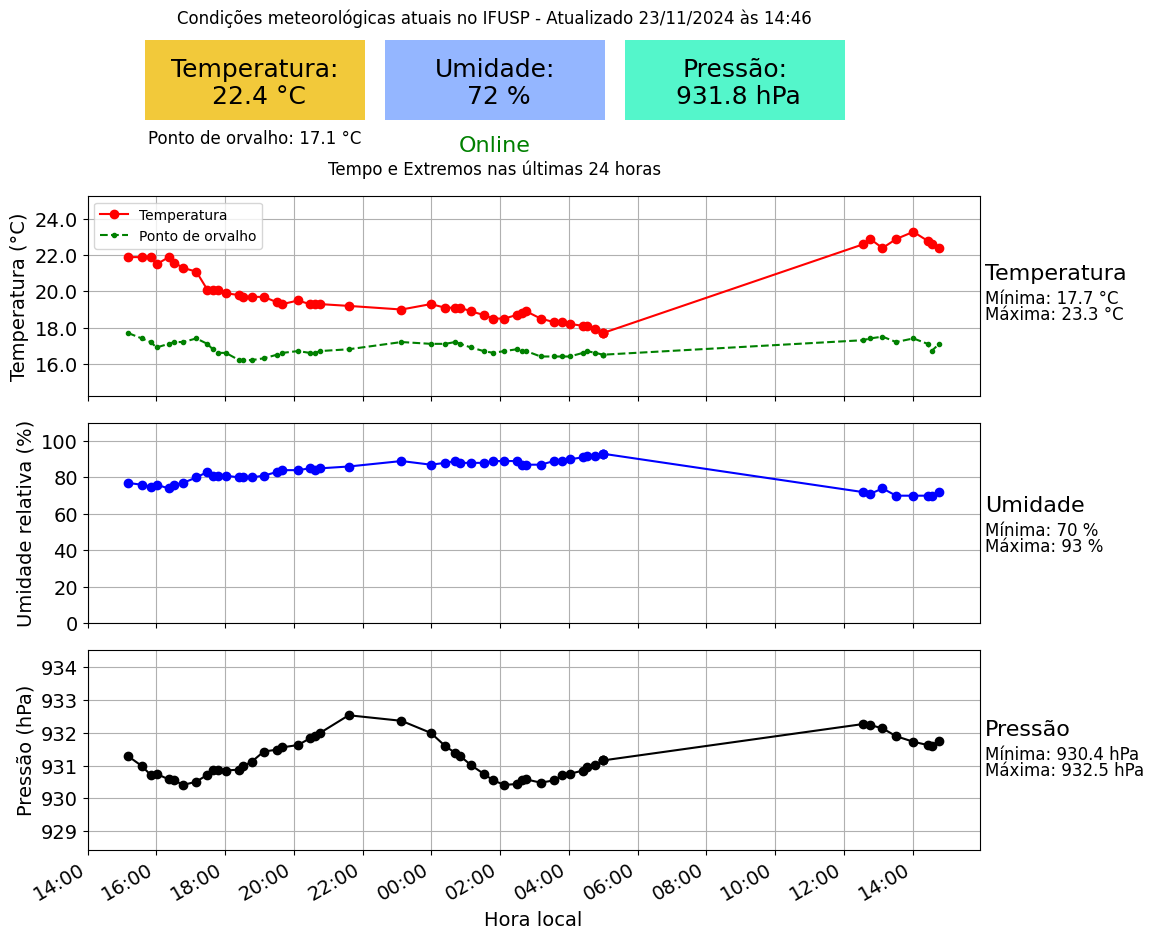 Condições meteorológicas atuais no IFUSP - Atualizado 23/11/2024 às 14:46
Temperatura:
22.4 °C
Umidade:
72 %
Pressão:
931.8 hPa
Ponto de orvalho: 17.1 °C
Online
Tempo e Extremos nas últimas 24 horas
Temperatura (°C)
24.0
22.0
20.0
18.0
16.0
Temperatura
Ponto de orvalho
Temperatura
Mínima: 17.7 °C
Máxima: 23.3 °C
Umidade relativa (%)
100
80
60
40
20
0
Umidade
Mínima: 70 %
Máxima: 93 %
Pressão (hPa)
934
933
932
931
930
929
Pressão
Mínima: 930.4 hPa
Máxima: 932.5 hPa
14:00 16:00 18:00 20:00 22:00 00:00 02:00 04:00 06:00 08:00 10:00 12:00 14:00
Hora local